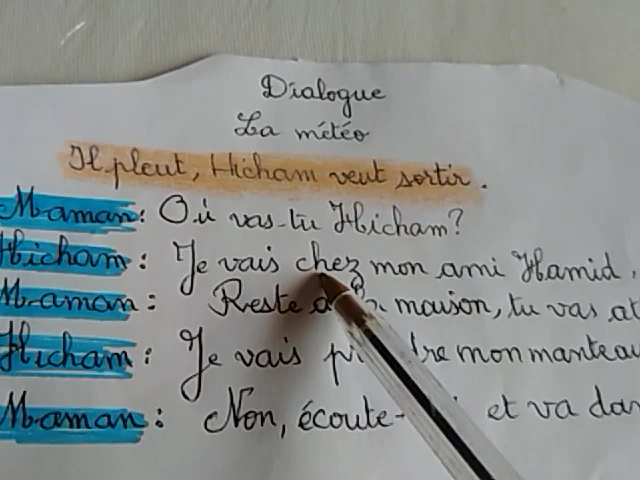 Dialogue
La météo
Il pleut, Hicham veut sortir.
Maman: Où vas-tu Hicham?
Hicham: Je vais chez mon ami Hamid,
Maman: Reste maison, tu vas
Hicham: Je vais mon manteau
Maman: Non, écoute- et va